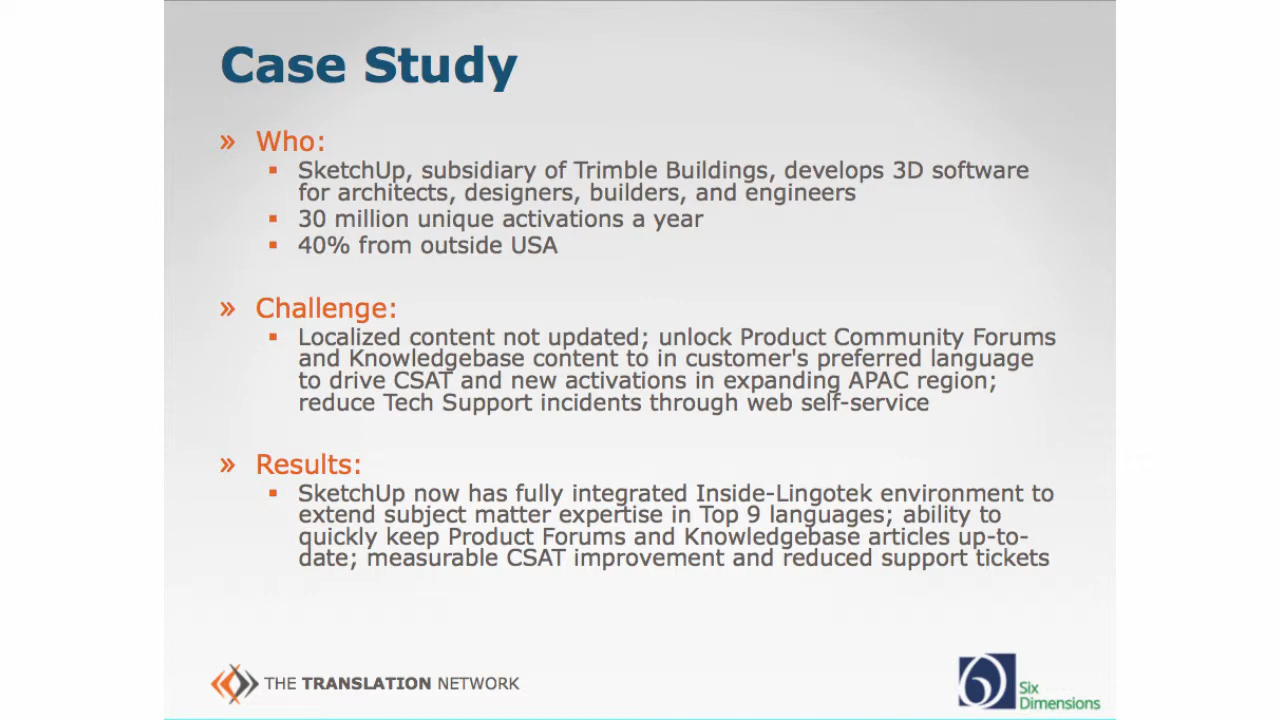 Case Study
» Who:
▪ SketchUp, subsidiary of Trimble Buildings, develops 3D software
for architects, designers, builders, and engineers
▪ 30 million unique activations a year
▪ 40% from outside USA
» Challenge:
▪ Localized content not updated; unlock Product Community Forums
and Knowledgebase content to in customer's preferred language
to drive CSAT and new activations in expanding APAC region;
reduce Tech Support incidents through web self-service
» Results:
▪ SketchUp now has fully integrated Inside-Lingotek environment to
extend subject matter expertise in Top 9 languages; ability to
quickly keep Product Forums and Knowledgebase articles up-to-
date; measurable CSAT improvement and reduced support tickets
THE TRANSLATION NETWORK
Six
Dimensions